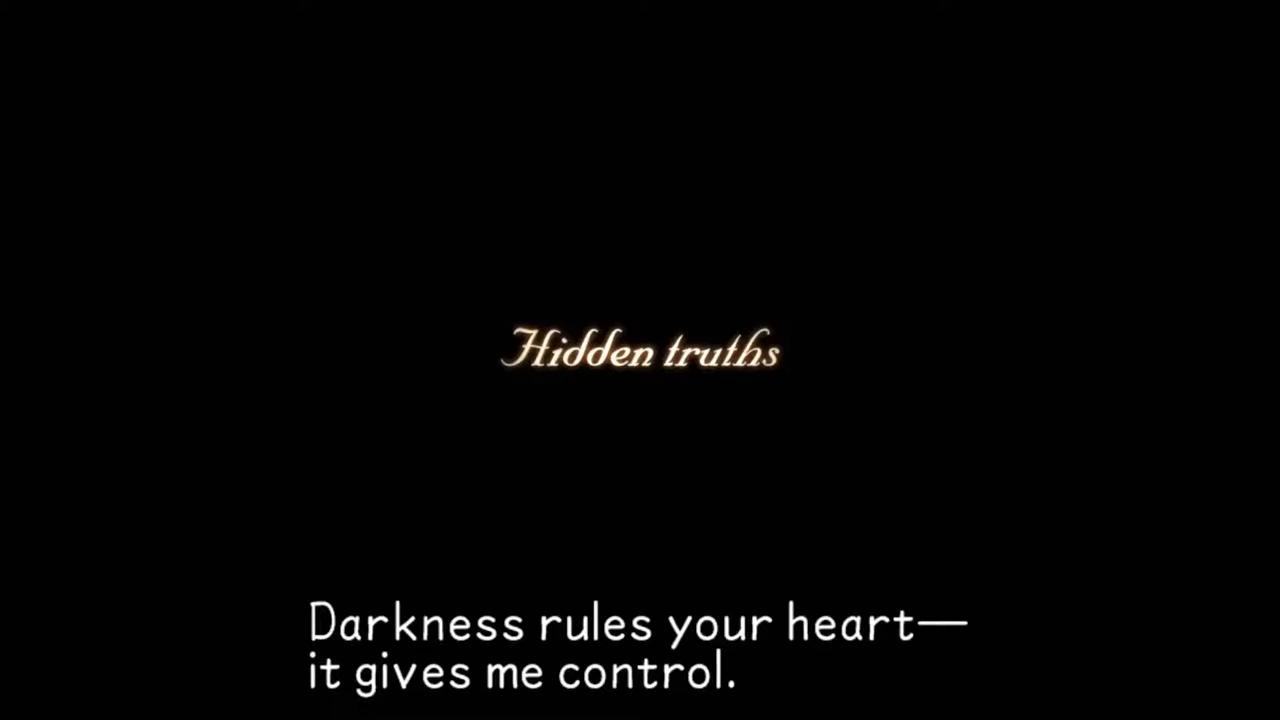 Hidden truths
Darkness rules your heart—
it gives me control.